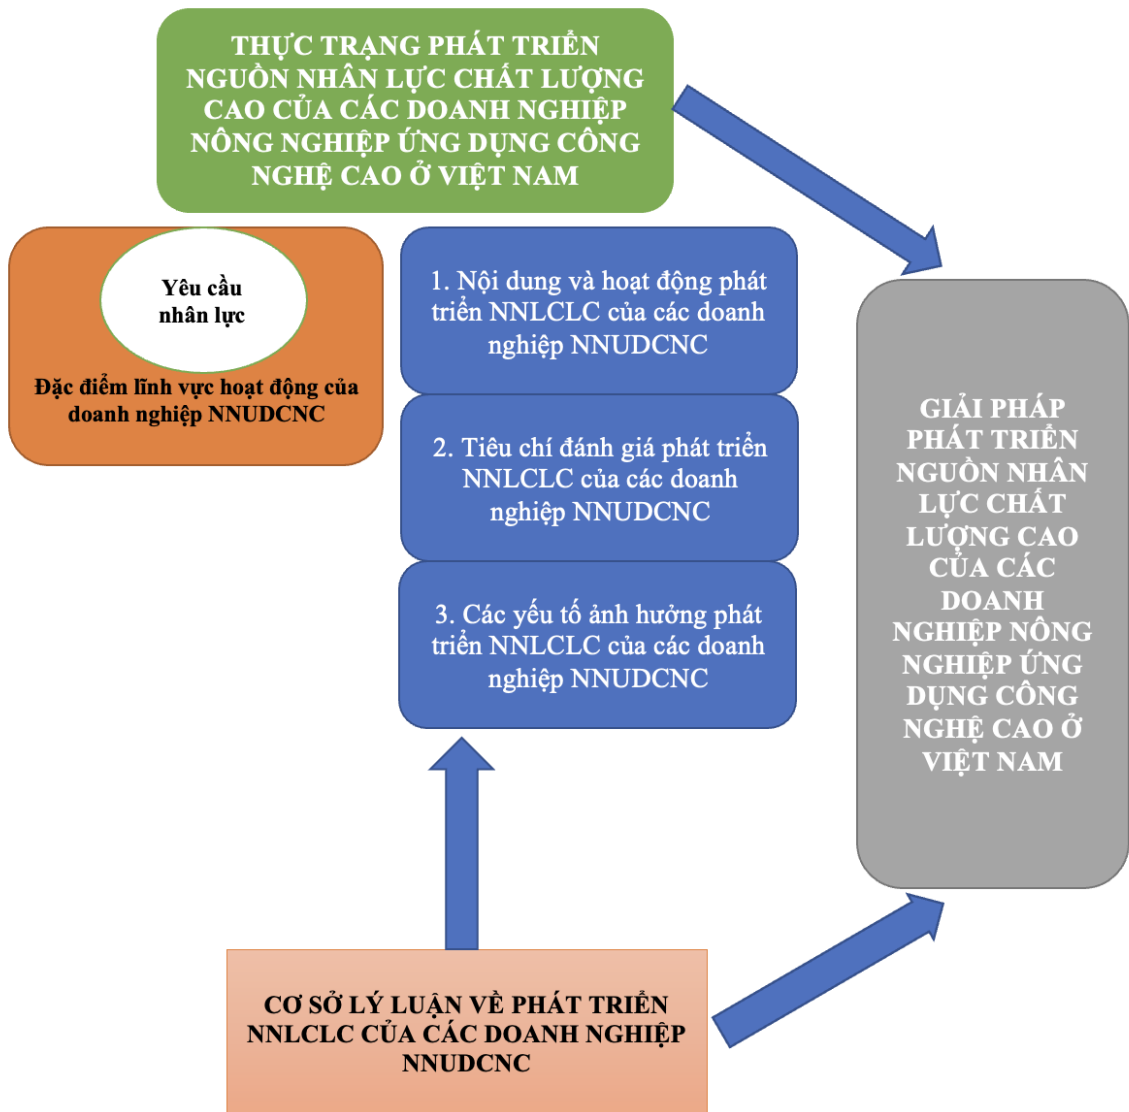 THỰC TRẠNG PHÁT TRIỂN
NGUỒN NHÂN LỰC CHẤT LƯỢNG
CAO CỦA CÁC DOANH NGHIỆP
NÔNG NGHIỆP ỨNG DỤNG CÔNG
NGHỆ CAO Ở VIỆT NAM
Yêu cầu
nhân lực
Đặc điểm lĩnh vực hoạt động của
doanh nghiệp NNUDCNC
1. Nội dung và hoạt động phát
triển NNLCLC của các doanh
nghiệp NNUDCNC
2. Tiêu chí đánh giá phát triển
NNLCLC của các doanh
nghiệp NNUDCNC
3. Các yếu tố ảnh hưởng phát
triển NNLCLC của các doanh
nghiệp NNUDCNC
GIẢI PHÁP
PHÁT TRIỂN
NGUỒN NHÂN
LỰC CHẤT
LƯỢNG CAO
CỦA CÁC
DOANH
NGHIỆP NÔNG
NGHIỆP ỨNG
DỤNG CÔNG
NGHỆ CAO Ở
VIỆT NAM
CƠ SỞ LÝ LUẬN VỀ PHÁT TRIỂN
NNLCLC CỦA CÁC DOANH NGHIỆP
NNUDCNC